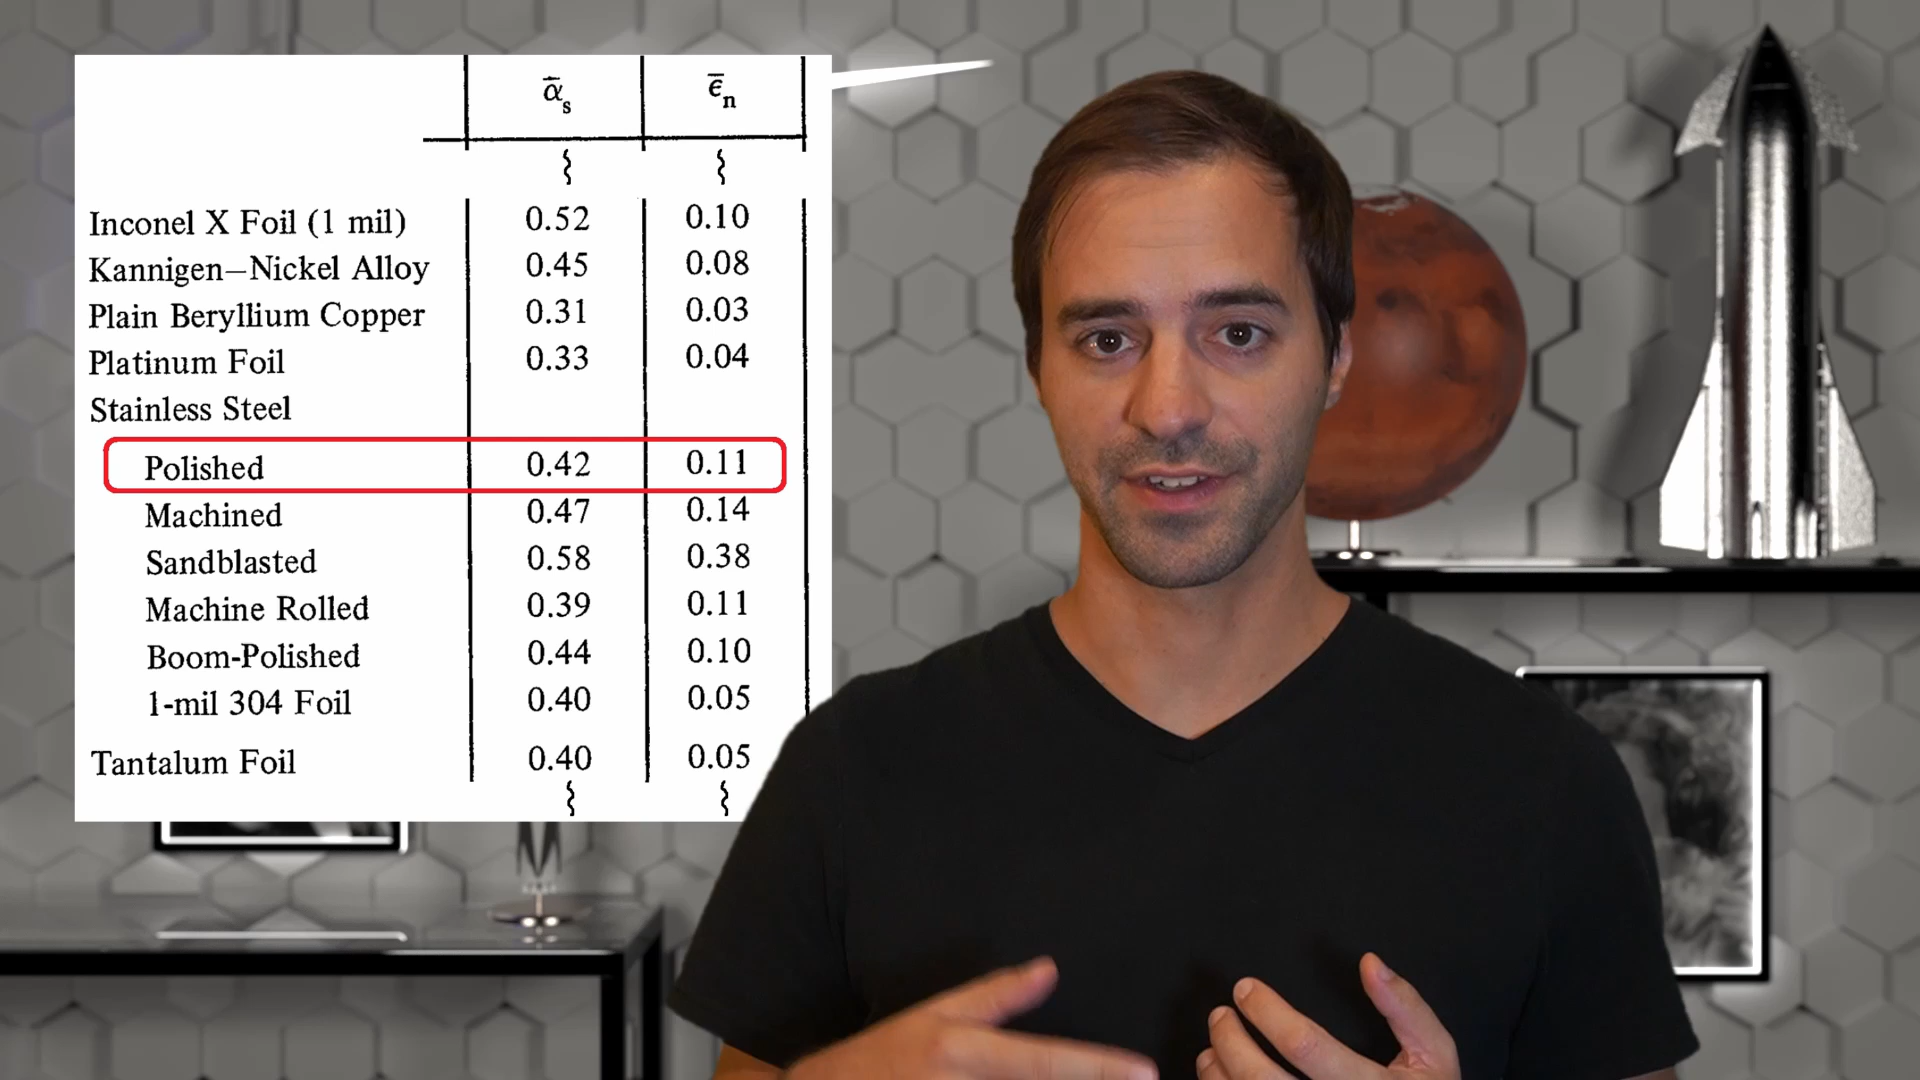 ᾱs ε̄n
Inconel X Foil (1 mil) 0.52 0.10
Kannigen–Nickel Alloy 0.45 0.08
Plain Beryllium Copper 0.31 0.03
Platinum Foil 0.33 0.04
Stainless Steel
Polished 0.42 0.11
Machined 0.47 0.14
Sandblasted 0.58 0.38
Machine Rolled 0.39 0.11
Boom-Polished 0.44 0.10
1-mil 304 Foil 0.40 0.05
Tantalum Foil 0.40 0.05